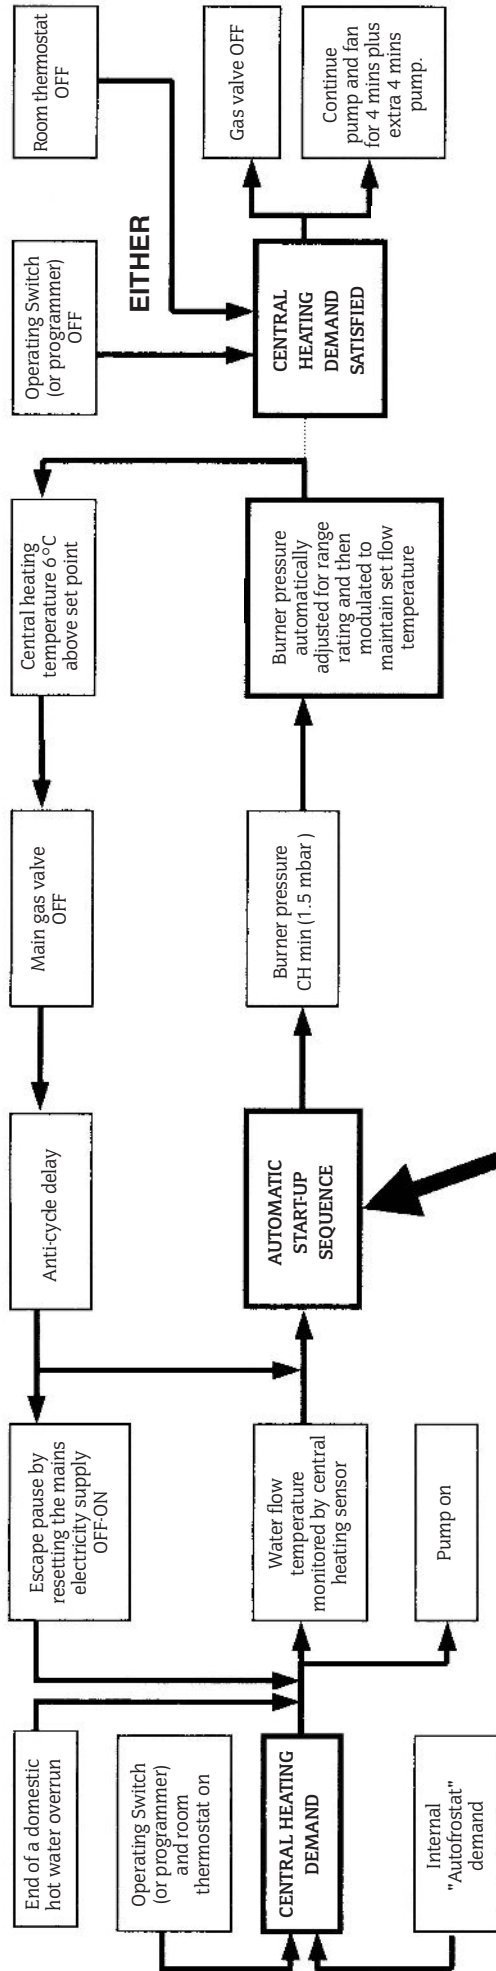 End of a domestic
hot water overrun
Operating Switch
(or programmer)
and room
thermostat on
CENTRAL HEATING
DEMAND
Internal
"Autofrostat"
demand
Escape pause by
resetting the mains
electricity supply
OFF-ON
Water flow
temperature
monitored by central
heating sensor
Pump on
Anti-cycle delay
AUTOMATIC
START-UP
SEQUENCE
Main gas valve
OFF
Burner pressure
CH min (1.5 mbar )
Central heating
temperature 6°C
above set point
Burner pressure
automatically
adjusted for range
rating and then
modulated to
maintain set flow
temperature
Operating Switch
(or programmer)
OFF
EITHER
Room thermostat
OFF
CENTRAL
HEATING
DEMAND
SATISFIED
Gas valve OFF
Continue
pump and fan
for 4 mins plus
extra 4 mins
pump.